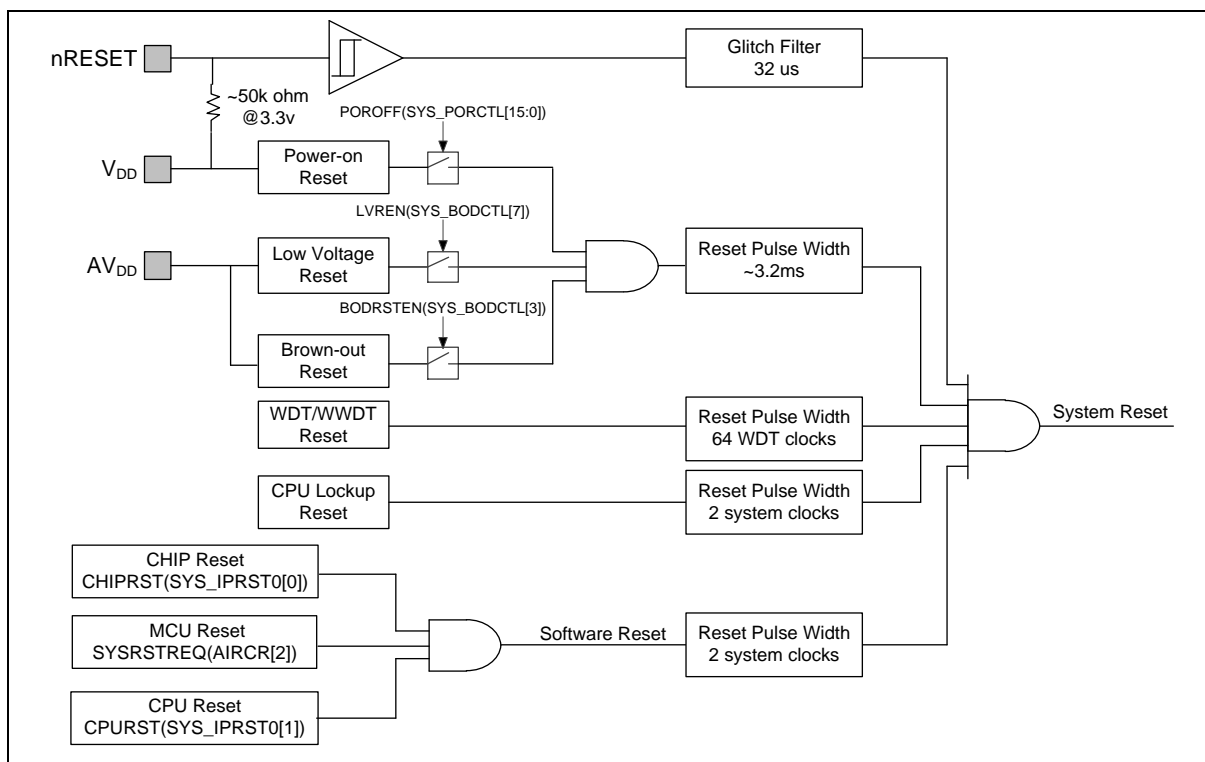 nRESET
Glitch Filter
32 us
~50k ohm
@3.3v
POROFF(SYS_PORCTL[15:0])
VDD
Power-on
Reset
LVREN(SYS_BODCTL[7])
AVDD
Low Voltage
Reset
Reset Pulse Width
~3.2ms
BODRSTEN(SYS_BODCTL[3])
Brown-out
Reset
WDT/WWDT
Reset
Reset Pulse Width
64 WDT clocks
System Reset
CPU Lockup
Reset
Reset Pulse Width
2 system clocks
CHIP Reset
CHIPRST(SYS_IPRST0[0])
MCU Reset
SYSRSTREQ(AIRCR[2])
Software Reset
Reset Pulse Width
2 system clocks
CPU Reset
CPURST(SYS_IPRST0[1])